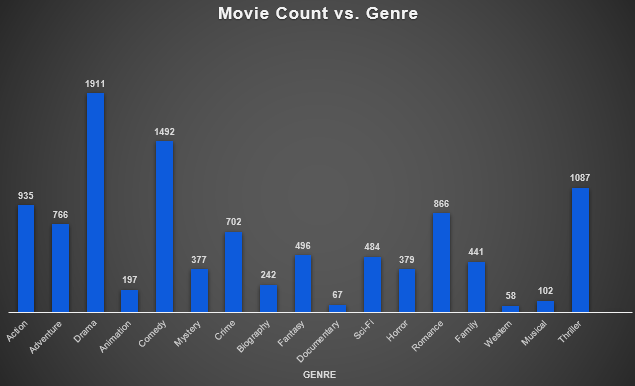 Movie Count vs. Genre
1911
1492
1087
935
866
766
702
496
484
441
377
379
242
197
67
58
102
Action
Adventure
Drama
Animation
Comedy
Mystery
Crime
Biography
Fantasy
Documentary
Sci-Fi
Horror
Romance
Family
Western
Musical
Thriller
GENRE